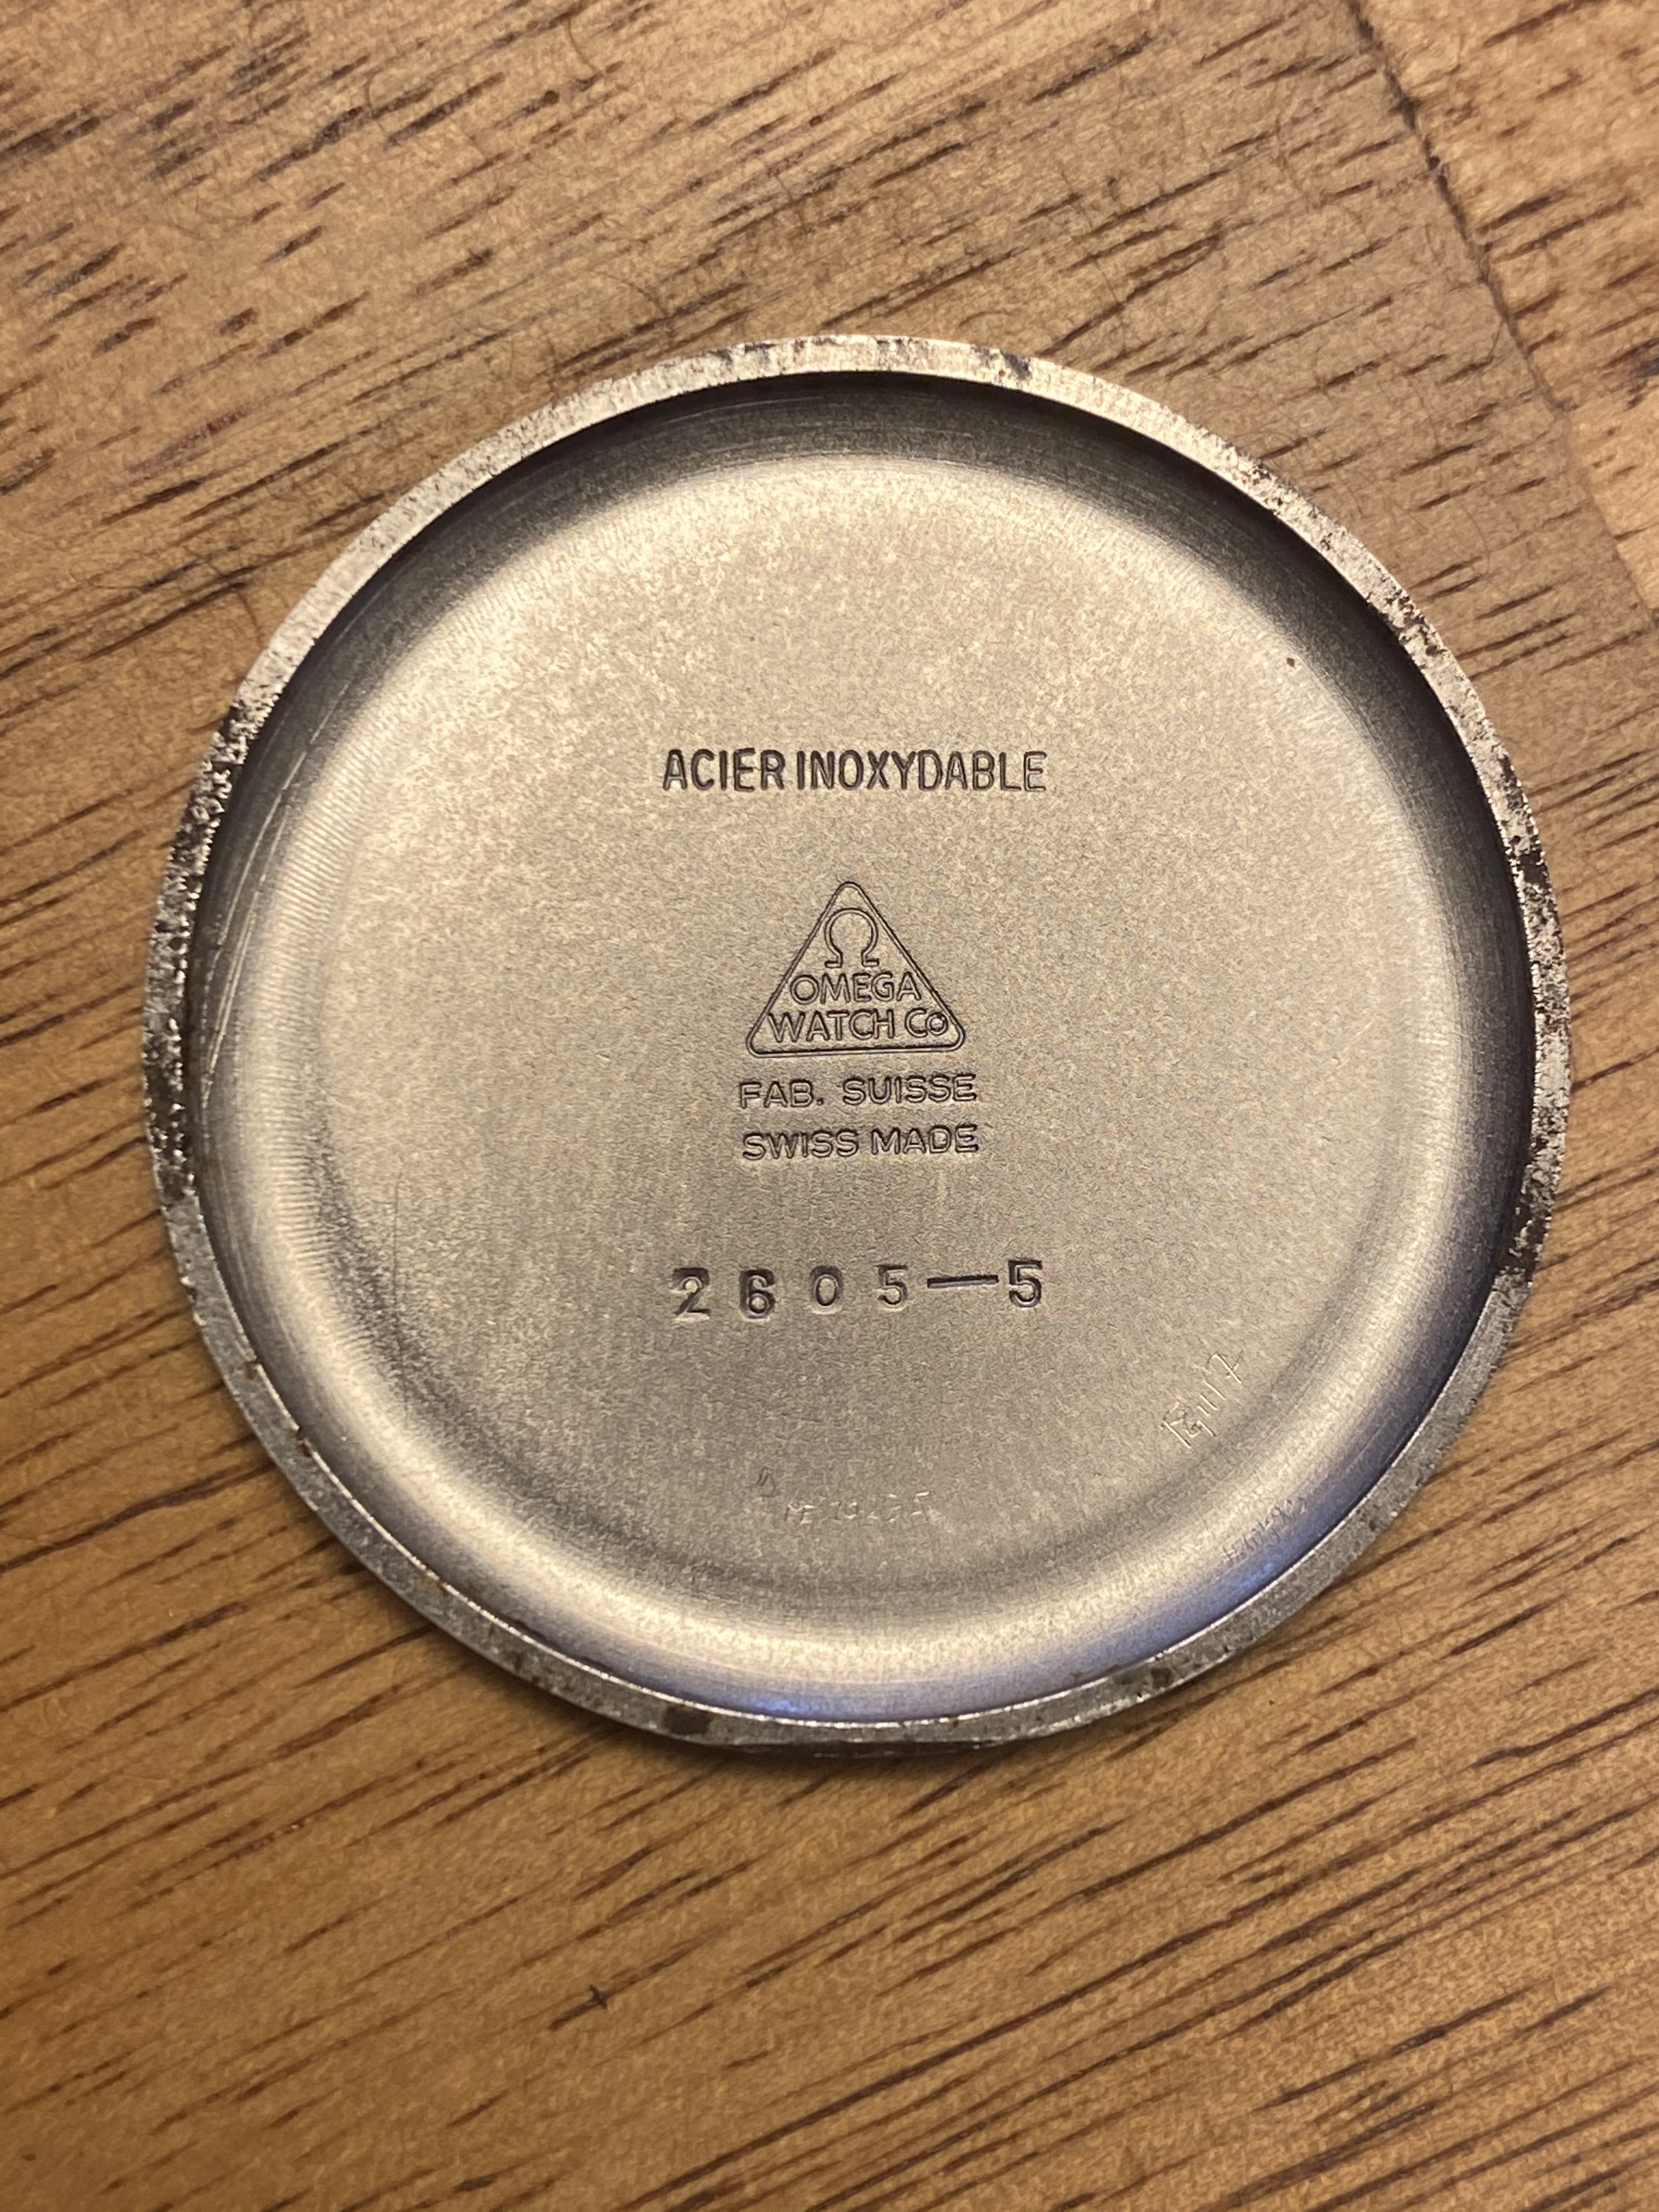 ACIER INOXYDABLE
Ω
OMEGA
WATCH Co
FAB. SUISSE
SWISS MADE
2605-5